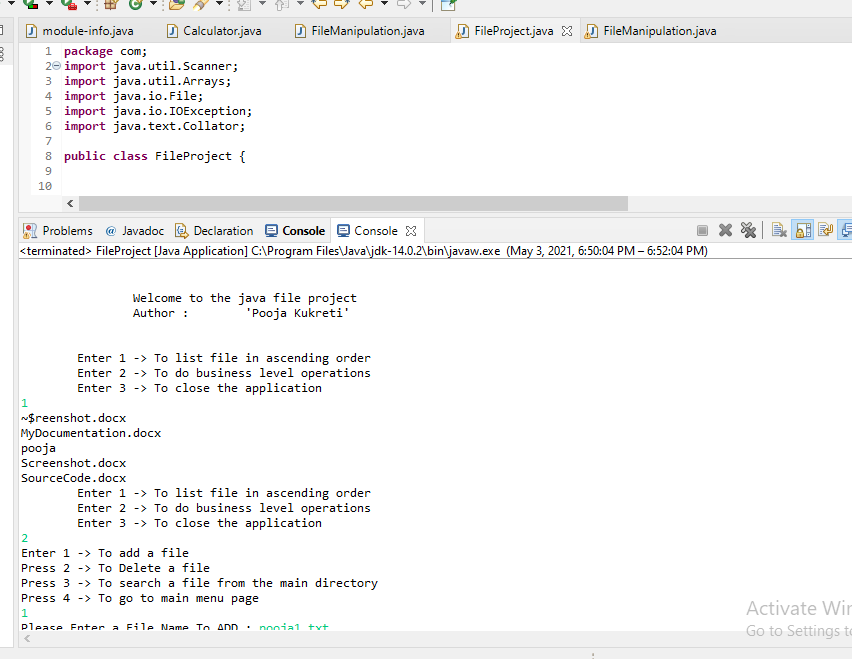 module-info.java Calculator.java FileManipulation.java FileProject.java FileManipulation.java
1 package com;
2 import java.util.Scanner;
3 import java.util.Arrays;
4 import java.io.File;
5 import java.io.IOException;
6 import java.text.Collator;
7
8 public class FileProject {
9
10
Problems @ Javadoc Declaration Console Console
<terminated> FileProject [Java Application] C:\Program Files\Java\jdk-14.0.2\bin\javaw.exe (May 3, 2021, 6:50:04 PM – 6:52:04 PM)
Welcome to the java file project
Author : 'Pooja Kukreti'
Enter 1 -> To list file in ascending order
Enter 2 -> To do business level operations
Enter 3 -> To close the application
1
~$reenshot.docx
MyDocumentation.docx
pooja
Screenshot.docx
SourceCode.docx
Enter 1 -> To list file in ascending order
Enter 2 -> To do business level operations
Enter 3 -> To close the application
2
Enter 1 -> To add a file
Press 2 -> To Delete a file
Press 3 -> To search a file from the main directory
Press 4 -> To go to main menu page
1
Please Enter a File Name To ADD : pooja1.txt
Activate Win
Go to Settings to